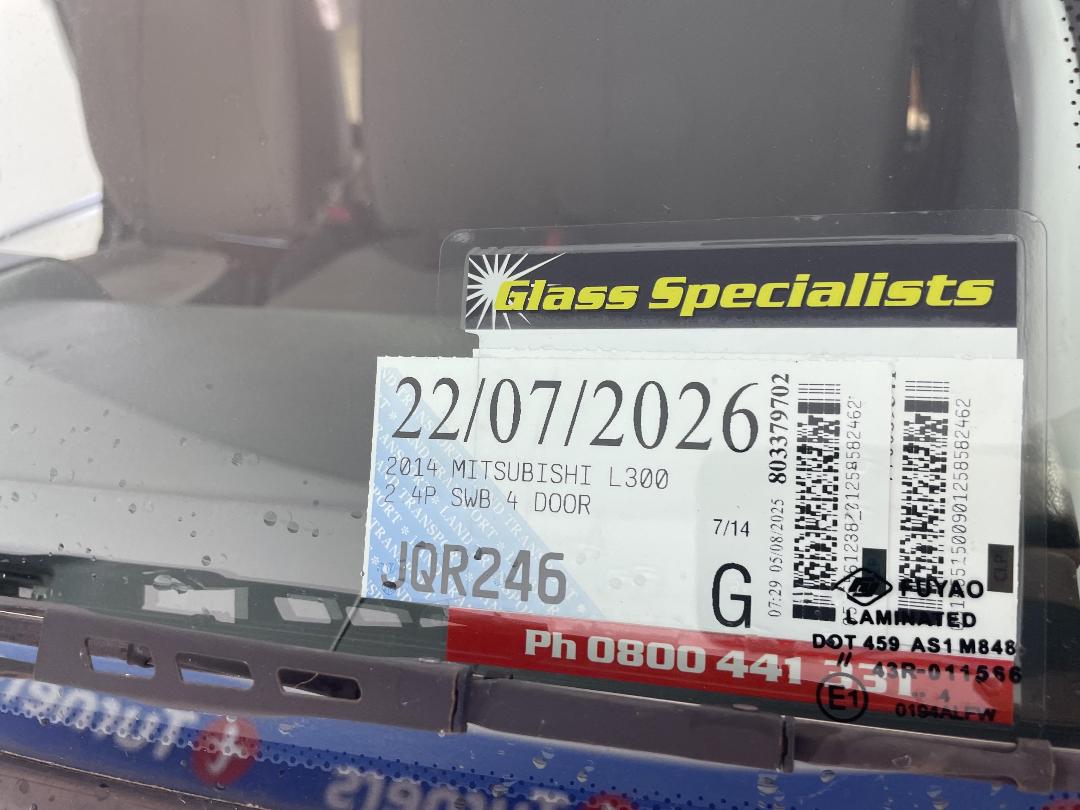 Glass Specialists
22/07/2026
2014 MITSUBISHI L300
2.4P SWB 4 DOOR
7/14
JQR246
G
07:29 05/08/2025 803379702
Ph 0800 441
FUYAO
LAMINATED
DOT 459 AS1 M848
43R-011566
E1
0194ALFW